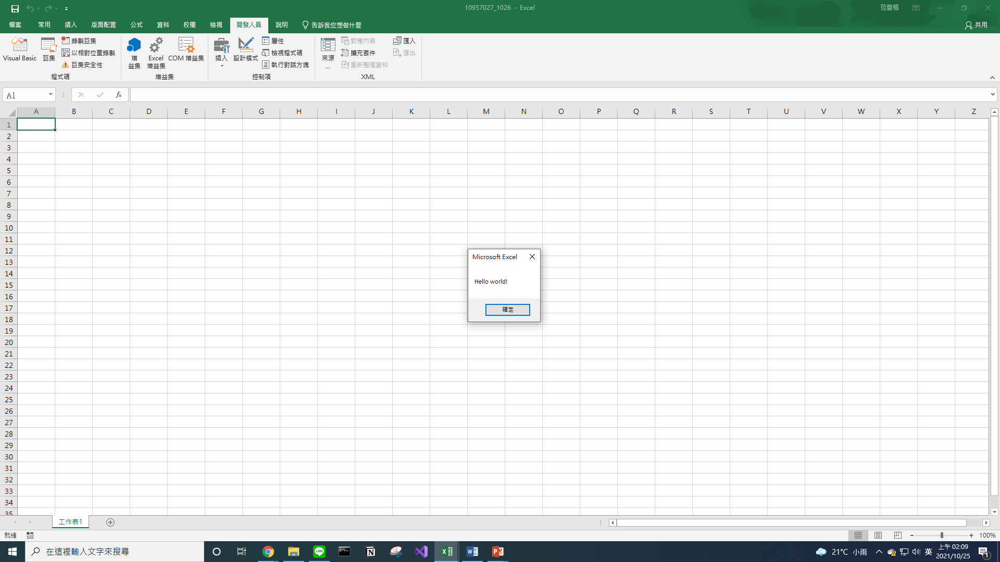 10957027_1026 - Excel
范晏榕
檔案 常用 插入 版面配置 公式 資料 校閱 檢視 開發人員 說明 告訴我您想做什麼 共用
Visual Basic
巨集
錄製巨集
以相對位置錄製
巨集安全性
程式碼
增
益集
Excel
增益集
COM 增益集
增益集
插入
設計模式
屬性
檢視程式碼
執行對話方塊
控制項
來源
...
對應內容
擴充套件
重新整理資料
匯入
匯出
XML
A1
fx
A B C D E F G H I J K L M N O P Q R S T U V W X Y Z
1
2
3
4
5
6
7
8
9
10
11
12
13
14
15
16
17
18
19
20
21
22
23
24
25
26
27
28
29
30
31
32
33
34
35
Microsoft Excel
Hello world!
確定
工作表1
就緒
100%
在這裡輸入文字來搜尋
LINE
21°C 小雨
英
上午 02:09
2021/10/25
1